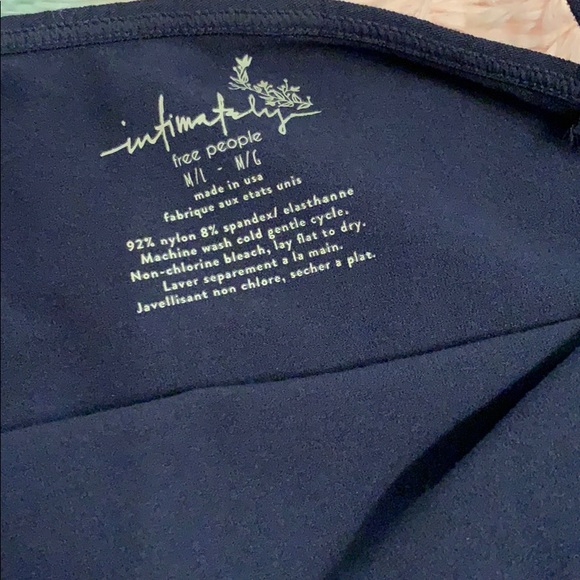 intimately
free people
M/L - M/G
made in usa
fabrique aux etats unis
92% nylon 8% spandex/ elasthanne
Machine wash cold gentle cycle.
Non-chlorine bleach, lay flat to dry.
Laver separement a la main.
Javellisant non chlore, secher a plat.